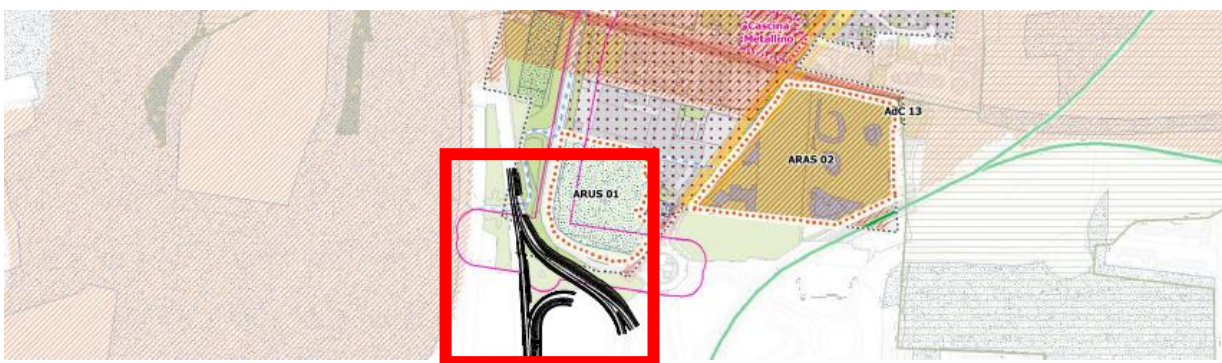 Cascina
Metallino
AdC 13
ARAS 02
ARUS 01